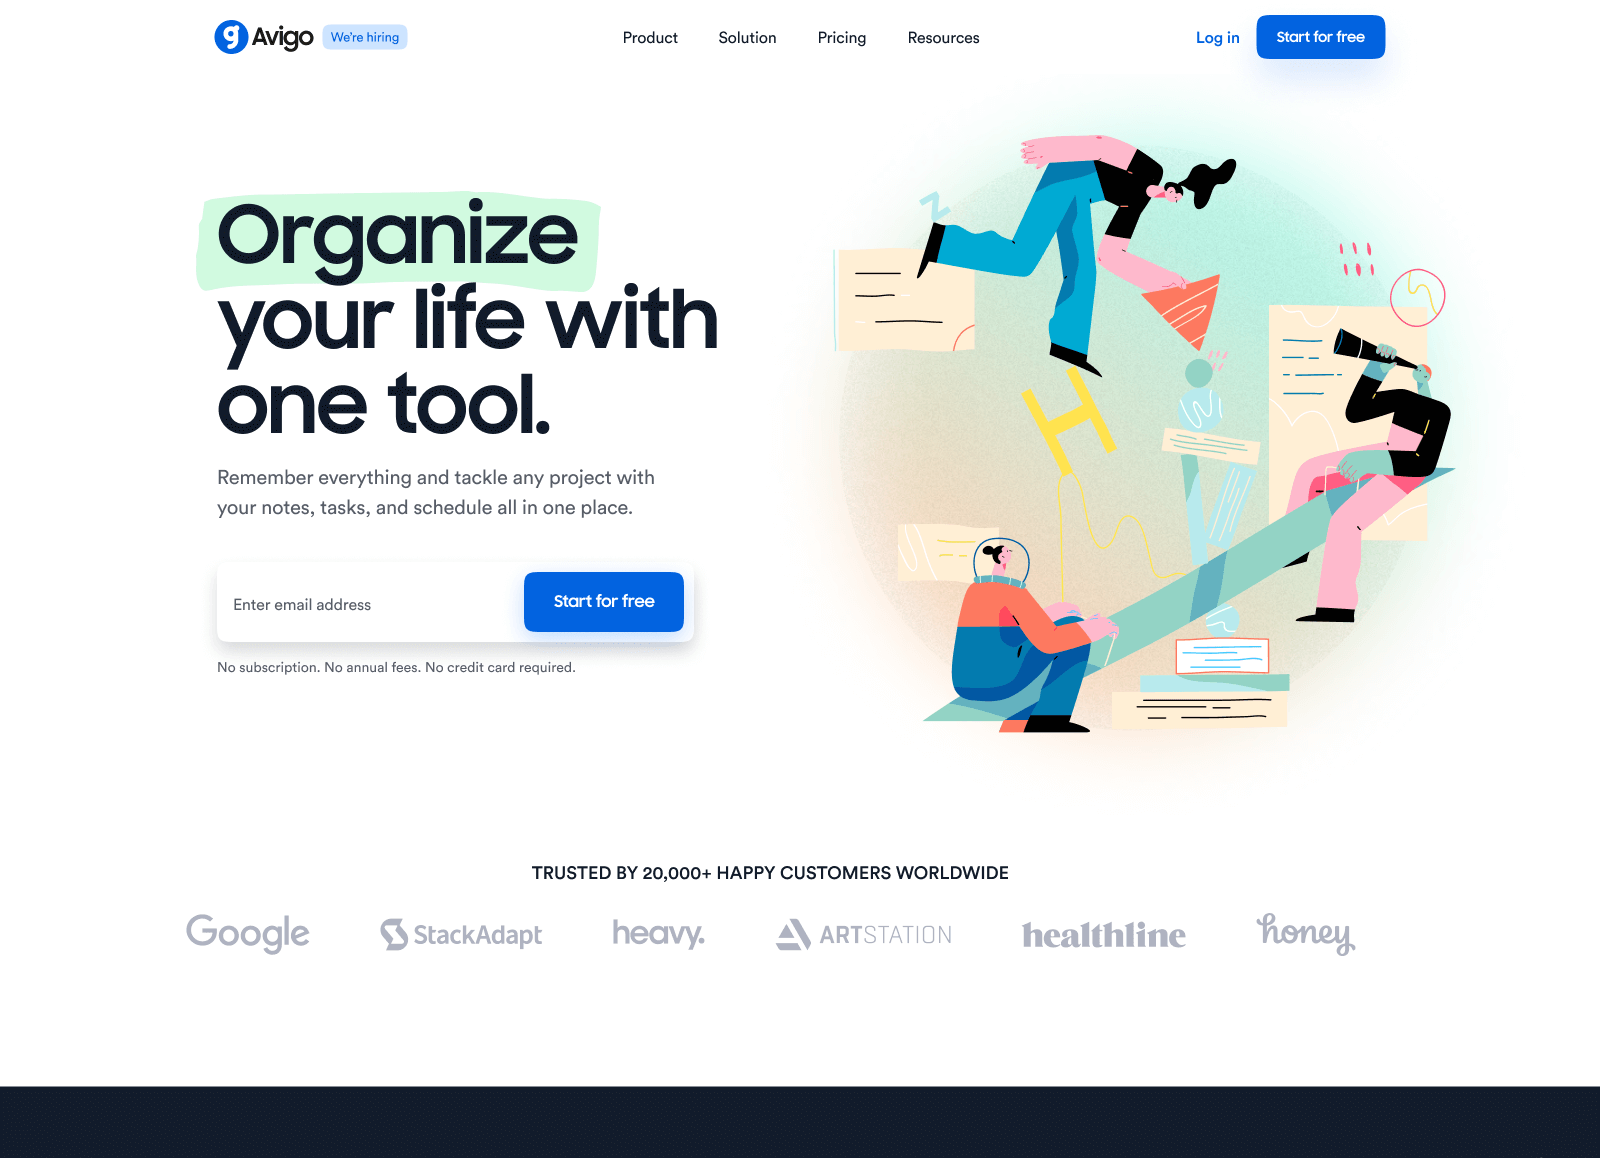 Avigo
We're hiring
Product
Solution
Pricing
Resources
Log in
Start for free
Organize
your life with
one tool.
Remember everything and tackle any project with
your notes, tasks, and schedule all in one place.
Enter email address
Start for free
No subscription. No annual fees. No credit card required.
TRUSTED BY 20,000+ HAPPY CUSTOMERS WORLDWIDE
Google
StackAdapt
heavy.
ARTSTATION
healthline
honey